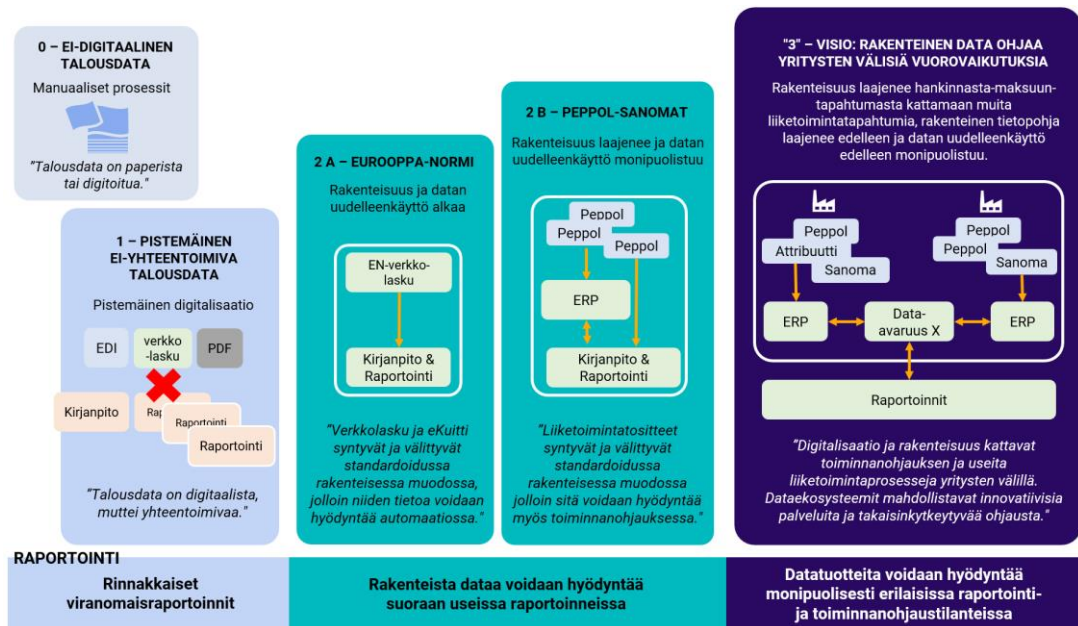 0 – EI-DIGITAALINEN
TALOUSDATA
Manuaaliset prosessit
"Talousdata on paperista
tai digitoitua."
1 – PISTEMÄINEN
EI-YHTEENTOIMIVA
TALOUSDATA
Pistemäinen digitalisaatio
EDI
verkko
-lasku
PDF
Kirjanpito
Raportointi
Raportointi
"Talousdata on digitaalista,
muttei yhteentoimivaa."
2 A – EUROOPPA-NORMI
Rakenteisuus ja datan
uudelleenkäyttö alkaa
EN-verkko-
lasku
Kirjanpito &
Raportointi
"Verkkolasku ja eKuitti
syntyvät ja välittyvät
standardoidussa
rakenteisessa muodossa,
jolloin niiden tietoa voidaan
hyödyntää automaatiossa."
2 B – PEPPOL-SANOMAT
Rakenteisuus laajenee ja datan
uudelleenkäyttö monipuolistuu
Peppol
Peppol
Peppol
ERP
Kirjanpito &
Raportointi
"Liiketoimintatositteet
syntyvät ja välittyvät
standardoidussa
rakenteisessa muodossa
jolloin sitä voidaan hyödyntää
myös toiminnanohjauksessa."
"3" – VISIO: RAKENTEINEN DATA OHJAA
YRITYSTEN VÄLISIÄ VUOROVAIKUTUKSIA
Rakenteisuus laajenee hankinnasta-maksuun-
tapahtumasta kattamaan muita
liiketoimintatapahtumia, rakenteinen tietopohja
laajenee edelleen ja datan uudelleenkäyttö
edelleen monipuolistuu.
Peppol
Attribuutti
Sanoma
Peppol
Peppol
Sanoma
ERP
Data-
avaruus X
ERP
Raportoinnit
"Digitalisaatio ja rakenteisuus kattavat
toiminnanohjauksen ja useita
liiketoimintaprosesseja yritysten välillä.
Dataekosysteemit mahdollistavat innovatiivisia
palveluita ja takaisinkytkeytyvää ohjausta."
RAPORTOINTI
Rinnakkaiset
viranomaisraportoinnit
Rakenteista dataa voidaan hyödyntää
suoraan useissa raportoinneissa
Datatuotteita voidaan hyödyntää
monipuolisesti erilaisissa raportointi-
ja toiminnanohjaustilanteissa